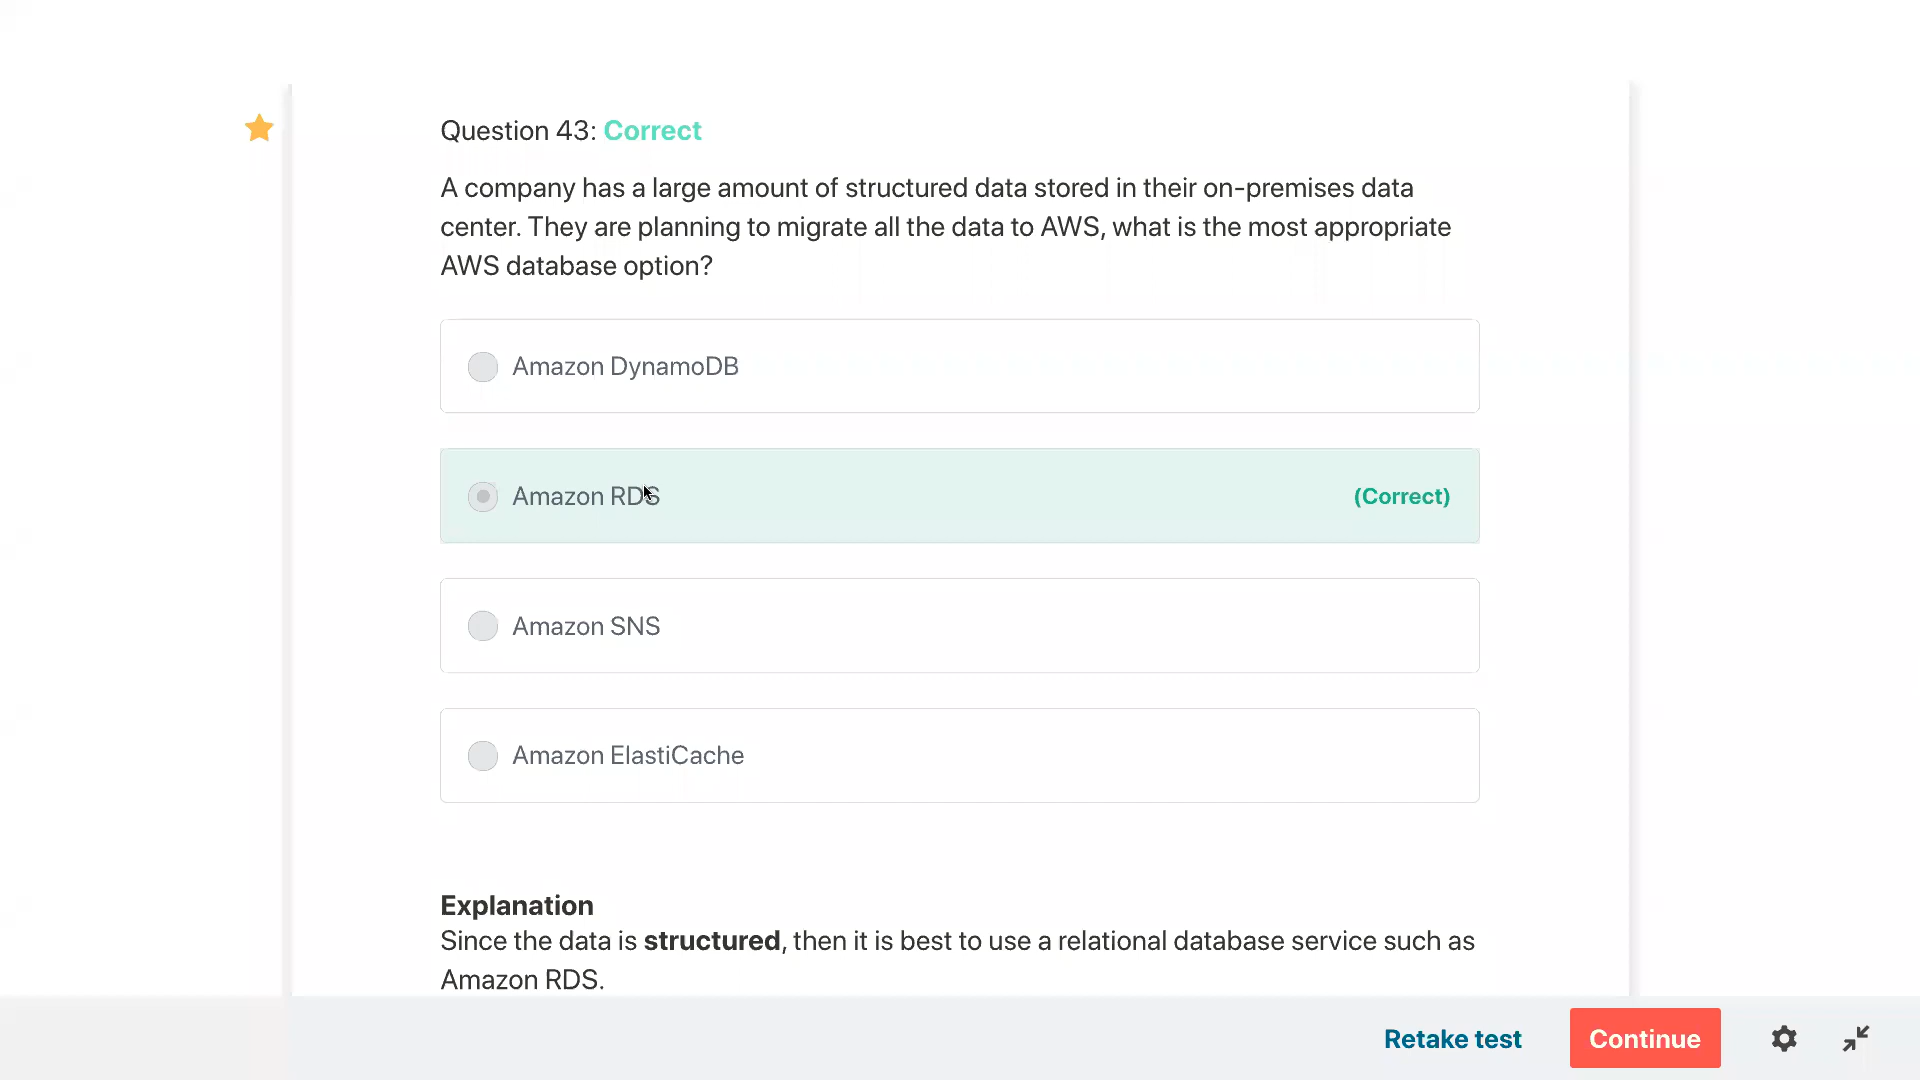 Question 43: Correct
A company has a large amount of structured data stored in their on-premises data
center. They are planning to migrate all the data to AWS, what is the most appropriate
AWS database option?
Amazon DynamoDB
Amazon RDS (Correct)
Amazon SNS
Amazon ElastiCache
Explanation
Since the data is structured, then it is best to use a relational database service such as
Amazon RDS.
Retake test Continue